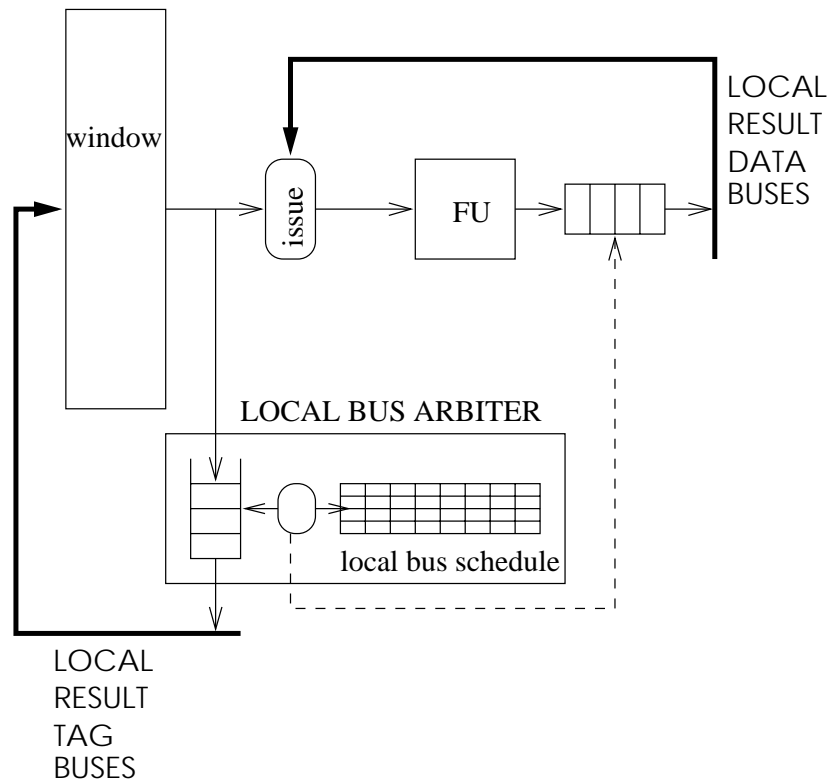 window
issue
FU
LOCAL
RESULT
DATA
BUSES
LOCAL BUS ARBITER
local bus schedule
LOCAL
RESULT
TAG
BUSES